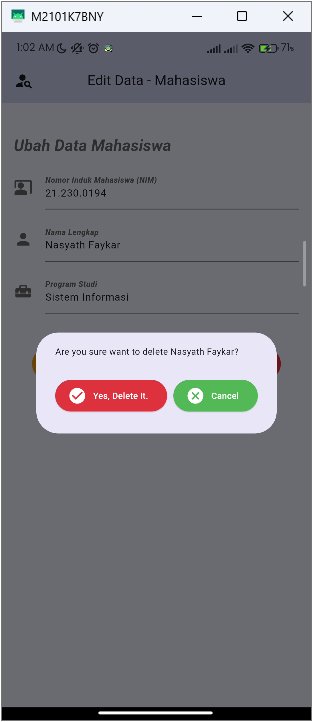 M2101K7BNY
1:02 AM 71%
Edit Data - Mahasiswa
Ubah Data Mahasiswa
Nomor Induk Mahasiswa (NIM)
21.230.0194
Nama Lengkap
Nasyath Faykar
Program Studi
Sistem Informasi
Are you sure want to delete Nasyath Faykar?
Yes, Delete It. Cancel